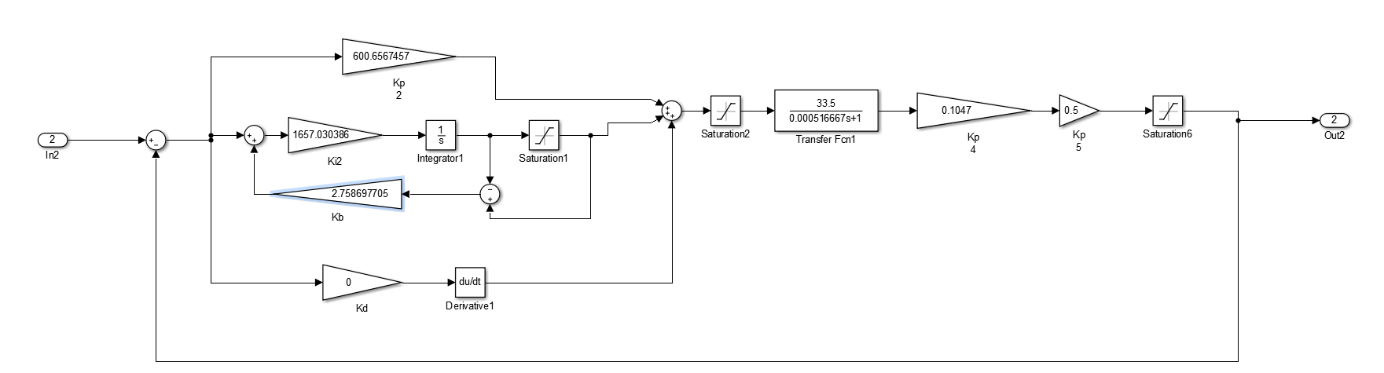 600.6567457
Kp
2
2
In2
1657.030386
Ki2
1
s
Integrator1
Saturation1
2.758697705
Kb
0
Kd
du/dt
Derivative1
Saturation2
33.5
0.000516667s+1
Transfer Fcn1
0.1047
Kp
4
0.5
Kp
5
Saturation6
2
Out2